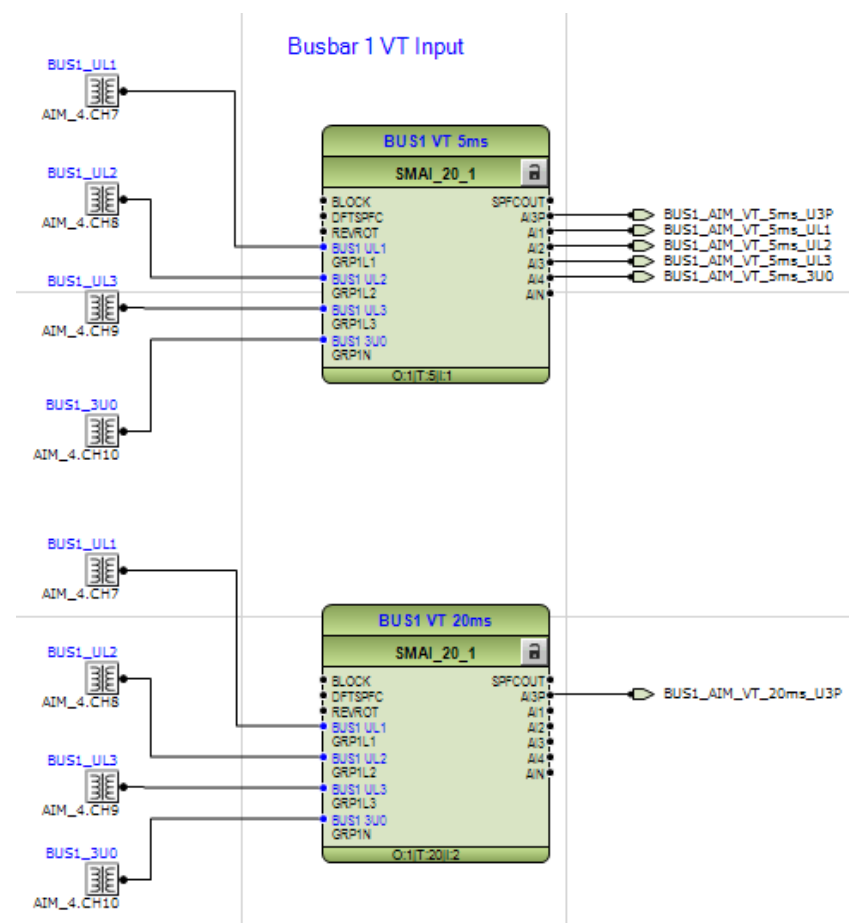 Busbar 1 VT Input
BUS1_UL1
AIM_4.CH7
BUS1_UL2
AIM_4.CH8
BUS1_UL3
AIM_4.CH9
BUS1_3U0
AIM_4.CH10
BUS1 VT 5ms
SMAI_20_1
BLOCK SPFCOUT
DFTSPFC AI3P
REVROT AI1
BUS1 UL1 AI2
GRP1L1 AI3
BUS1 UL2 AI4
GRP1L2 AIN
BUS1 UL3
GRP1L3
BUS1 3U0
GRP1N
O:1|T:5|I:1
BUS1_AIM_VT_5ms_U3P
BUS1_AIM_VT_5ms_UL1
BUS1_AIM_VT_5ms_UL2
BUS1_AIM_VT_5ms_UL3
BUS1_AIM_VT_5ms_3U0
BUS1_UL1
AIM_4.CH7
BUS1_UL2
AIM_4.CH8
BUS1_UL3
AIM_4.CH9
BUS1_3U0
AIM_4.CH10
BUS1 VT 20ms
SMAI_20_1
BLOCK SPFCOUT
DFTSPFC AI3P
REVROT AI1
BUS1 UL1 AI2
GRP1L1 AI3
BUS1 UL2 AI4
GRP1L2 AIN
BUS1 UL3
GRP1L3
BUS1 3U0
GRP1N
O:1|T:20|I:2
BUS1_AIM_VT_20ms_U3P